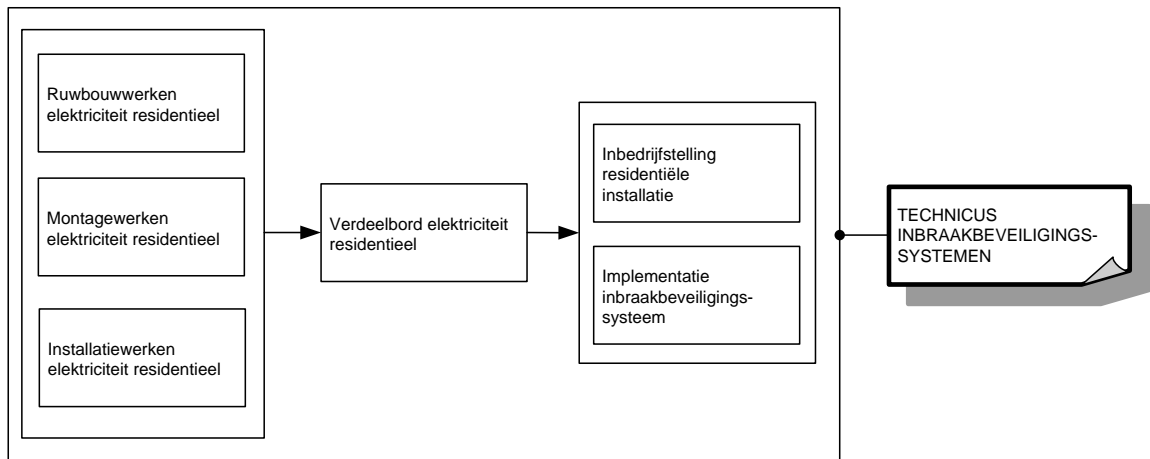 Ruwbouwwerken
elektriciteit residentieel
Montagewerken
elektriciteit residentieel
Installatiewerken
elektriciteit residentieel
Verdeelbord elektriciteit
residentieel
Inbedrijfstelling
residentiële
installatie
Implementatie
inbraakbeveiligings-
systeem
TECHNICUS
INBRAAKBEVEILIGINGS-
SYSTEMEN